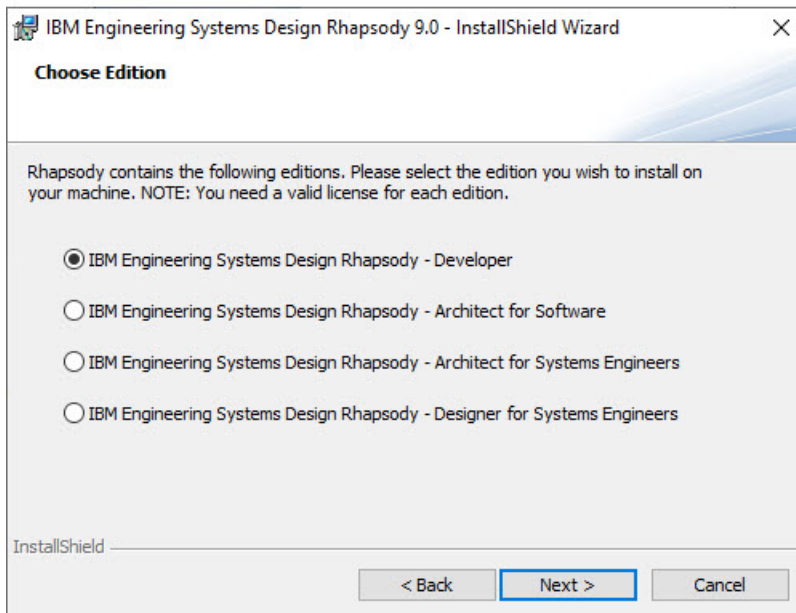 IBM Engineering Systems Design Rhapsody 9.0 - InstallShield Wizard
Choose Edition
Rhapsody contains the following editions. Please select the edition you wish to install on
your machine. NOTE: You need a valid license for each edition.
IBM Engineering Systems Design Rhapsody - Developer
IBM Engineering Systems Design Rhapsody - Architect for Software
IBM Engineering Systems Design Rhapsody - Architect for Systems Engineers
IBM Engineering Systems Design Rhapsody - Designer for Systems Engineers
InstallShield
< Back Next > Cancel